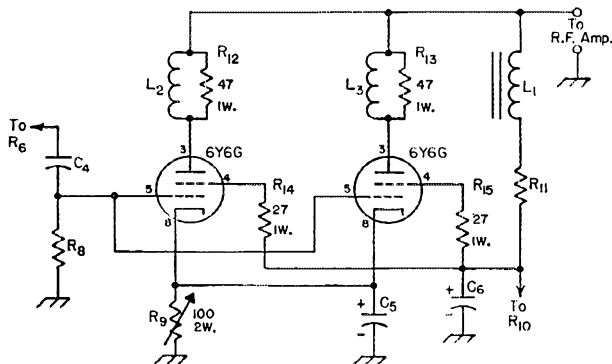 To
R.F. Amp.
R12
L2
47
1W.
R13
L3
47
1W.
L1
To
R6
C4
3
6Y6G
5
4
8
R14
27
1W.
3
6Y6G
5
4
8
R15
27
1W.
R11
R8
R9
100
2W.
+
C5
-
+
C6
-
To
R10